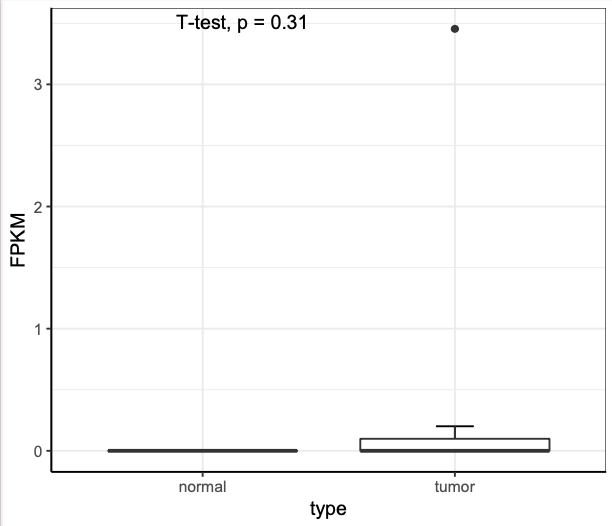 T-test, p = 0.31
3
2
1
0
FPKM
normal
tumor
type